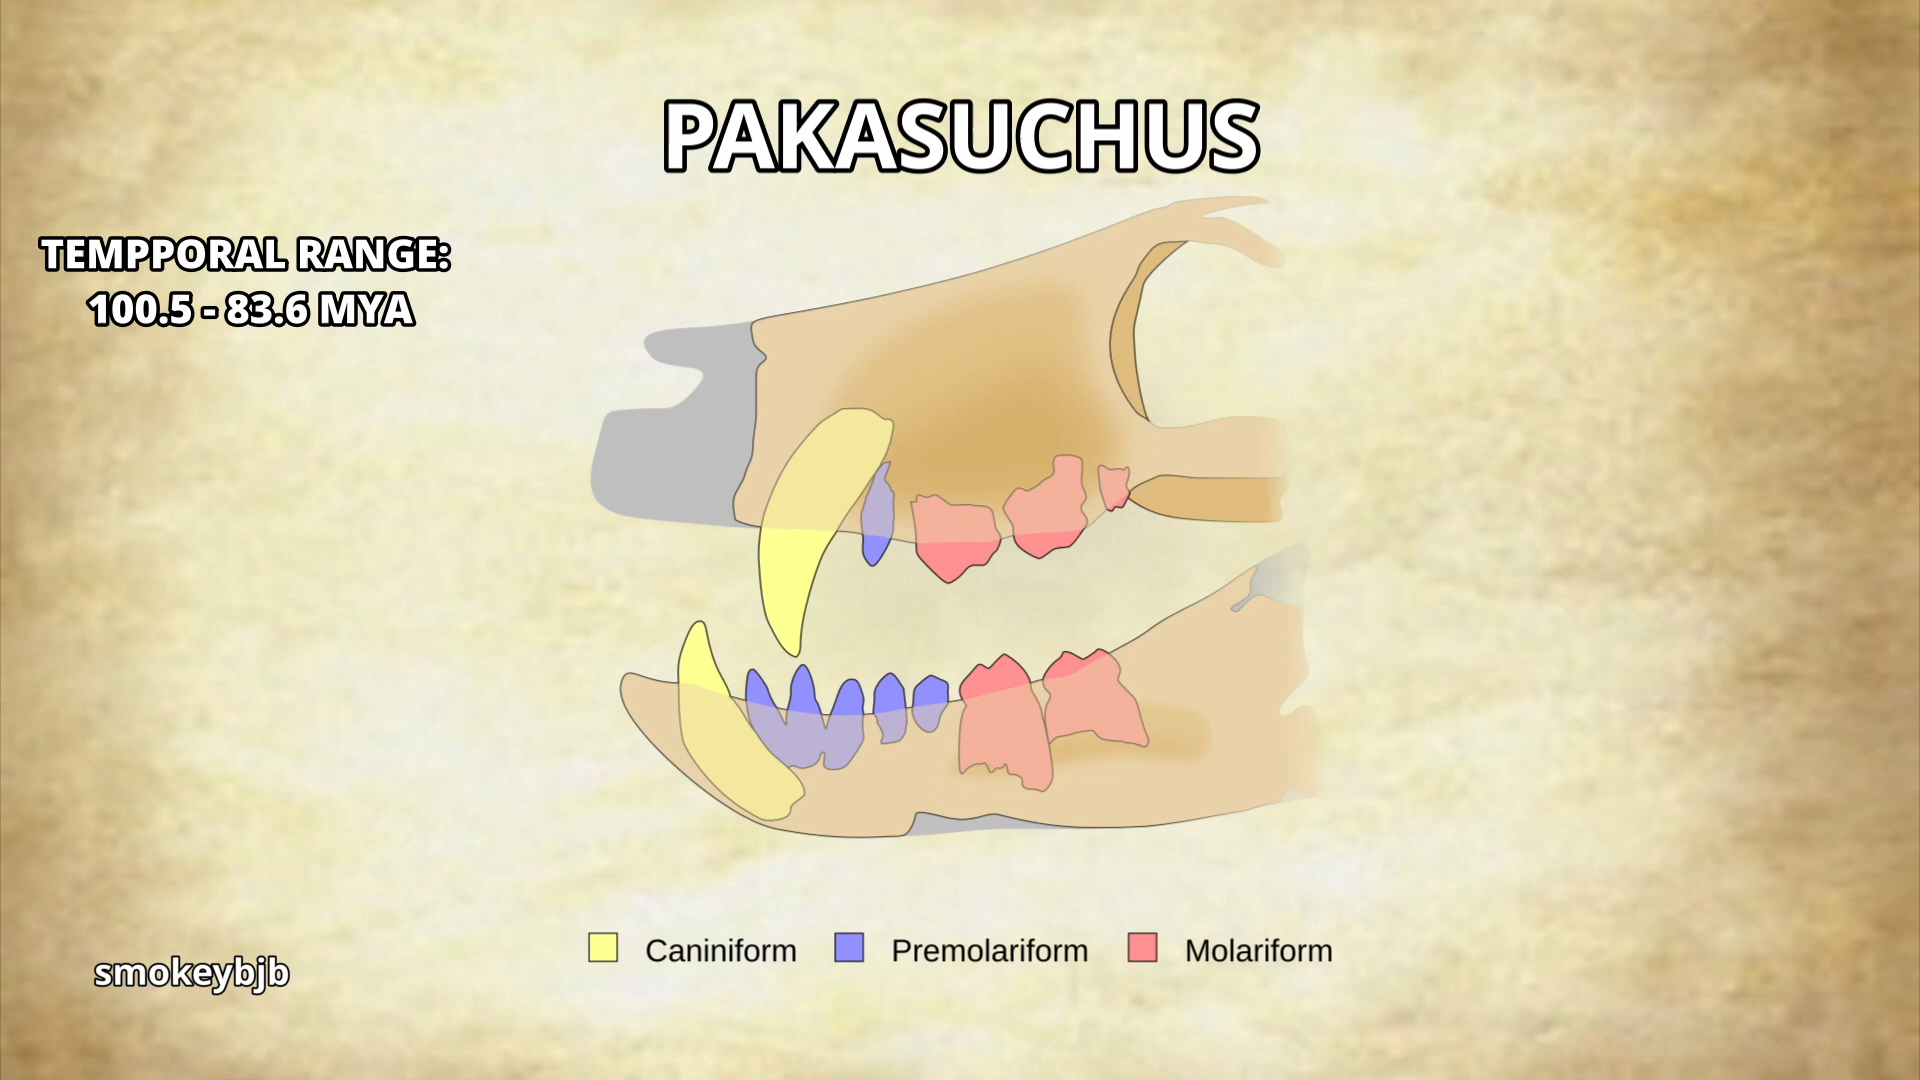 PAKASUCHUS
TEMPPORAL RANGE:
100.5 - 83.6 MYA
Caniniform Premolariform Molariform
smokeybjb